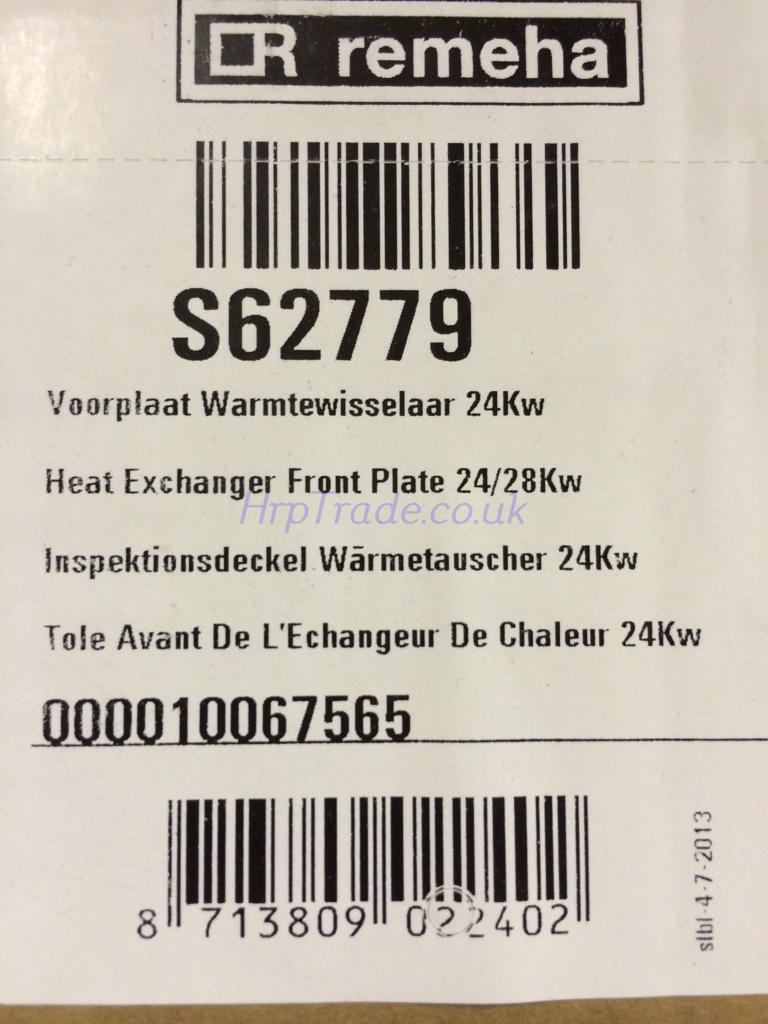 R remeha
S62779
Voorplaat Warmtewisselaar 24Kw
Heat Exchanger Front Plate 24/28Kw
HrpTrade.co.uk
Inspektionsdeckel Wärmetauscher 24Kw
Tole Avant De L'Echangeur De Chaleur 24Kw
000010067565
8 713809 022402
slbl-4-7-2013